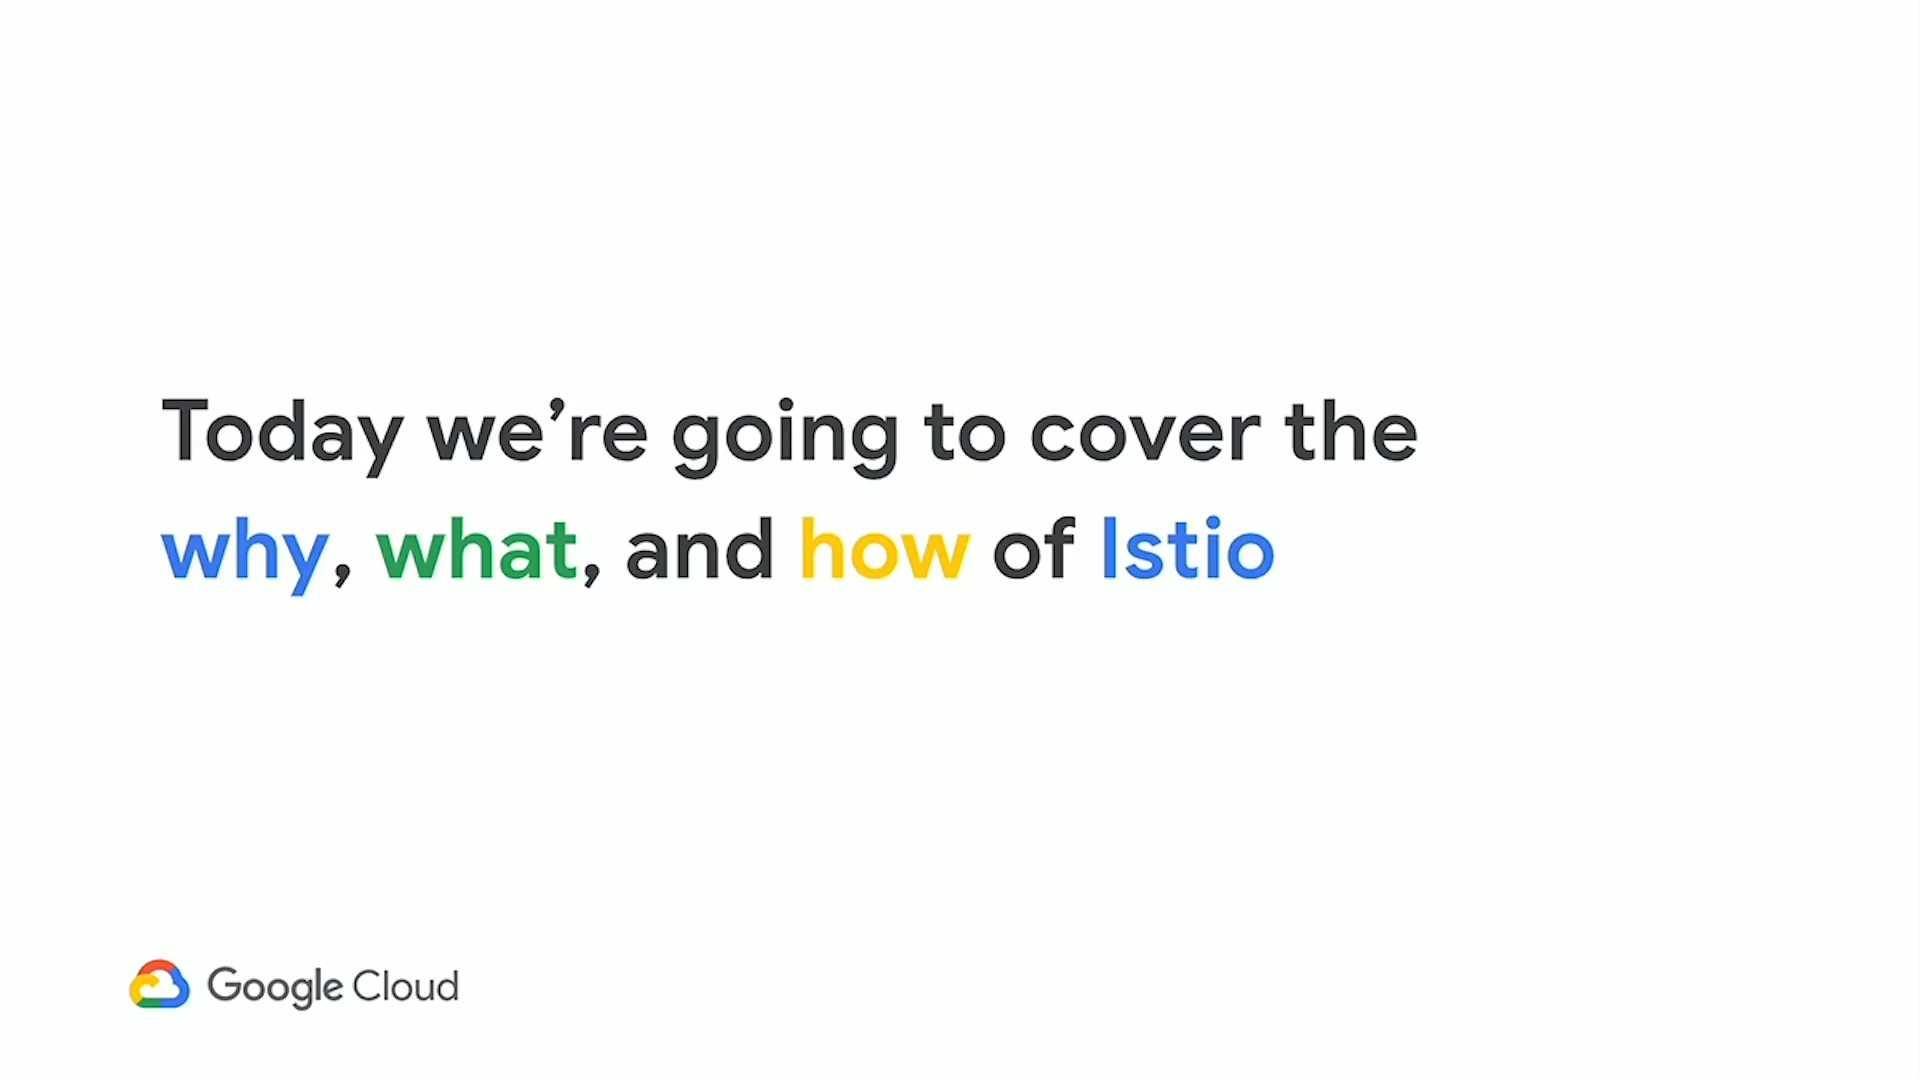 Today we’re going to cover the
why, what, and how of Istio
Google Cloud